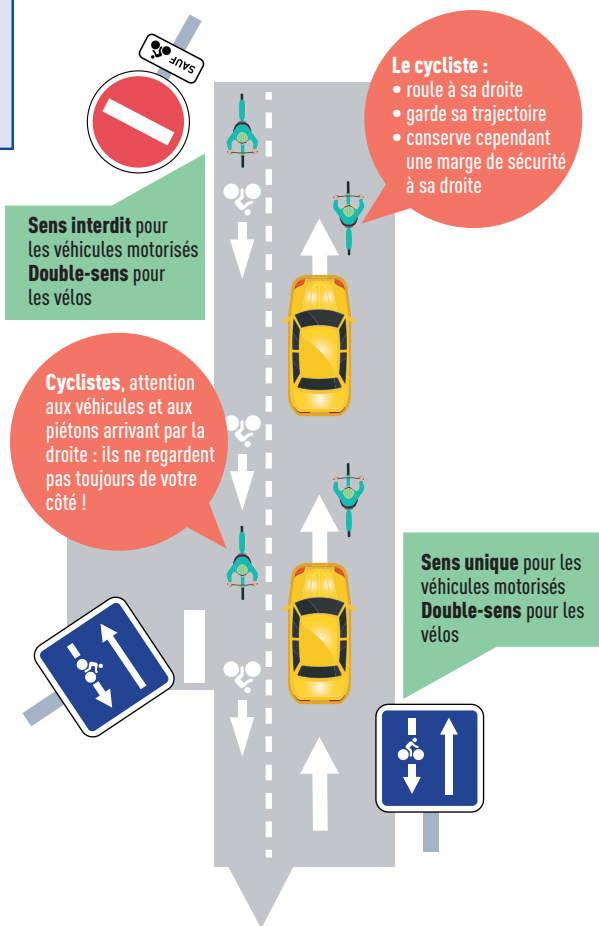 SAUF
Le cycliste :
• roule à sa droite
• garde sa trajectoire
• conserve cependant
une marge de sécurité
à sa droite
Sens interdit pour
les véhicules motorisés
Double-sens pour
les vélos
Cyclistes, attention
aux véhicules et aux
piétons arrivant par la
droite : ils ne regardent
pas toujours de votre
côté !
Sens unique pour les
véhicules motorisés
Double-sens pour les
vélos